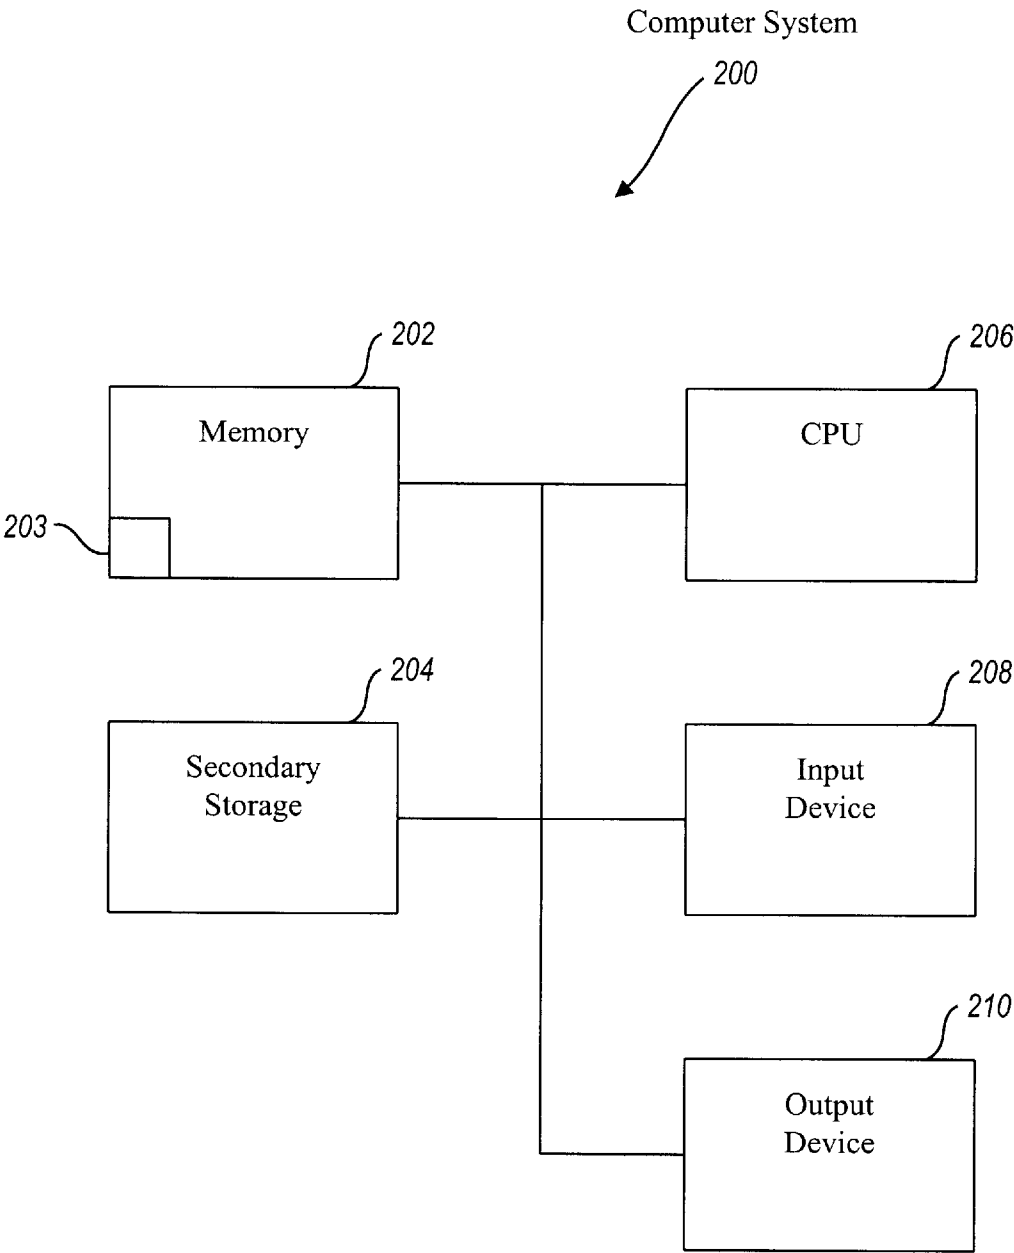 Computer System
200
202
206
Memory
CPU
203
204
208
Secondary
Storage
Input
Device
210
Output
Device